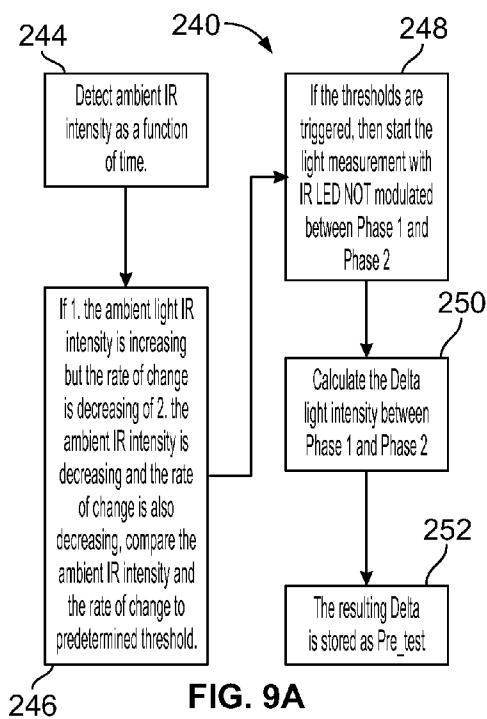 240
244
Detect ambient IR
intensity as a function
of time.
If 1. the ambient light IR
intensity is increasing
but the rate of change
is decreasing of 2. the
ambient IR intensity is
decreasing and the rate
of change is also
decreasing, compare the
ambient IR intensity and
the rate of change to
predetermined threshold.
246
248
If the thresholds are
triggered, then start the
light measurement with
IR LED NOT modulated
between Phase 1 and
Phase 2
250
Calculate the Delta
light intensity between
Phase 1 and Phase 2
252
The resulting Delta
is stored as Pre_test
FIG. 9A